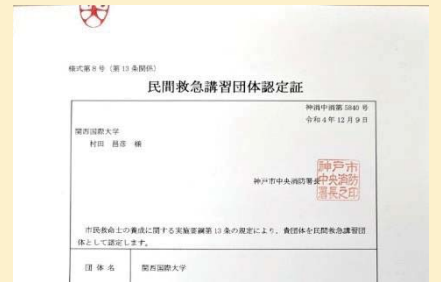 様式第8号（第13条関係）
民間救急講習団体認定証
神消中消第5840号
令和4年12月9日
関西国際大学
村田 昌彦 様
神戸市中央消防署長
神戸市
中央消防
署長之印
市民救命士の養成に関する実施要綱第13条の規定により、貴団体を民間救急講習団
体として認定します。
団体名 関西国際大学